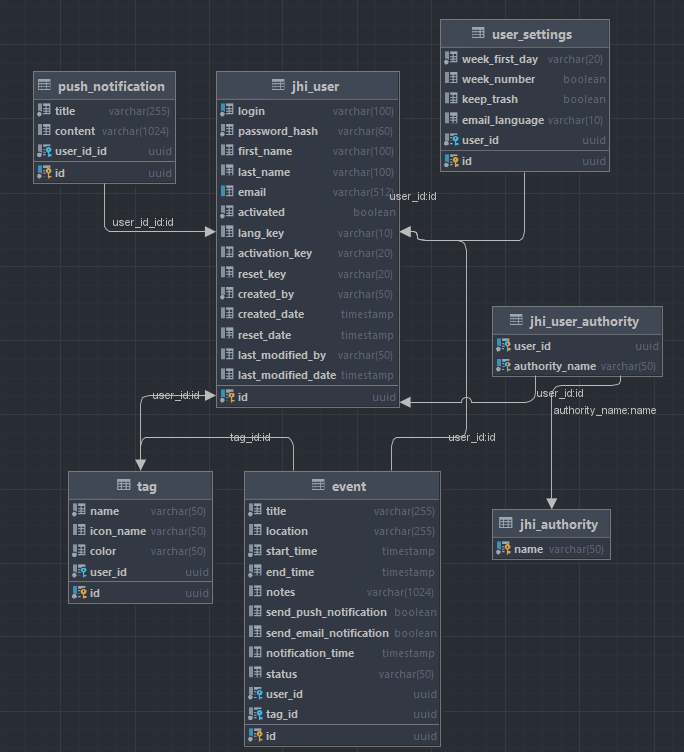 user_settings
week_first_day varchar(20)
week_number boolean
keep_trash boolean
email_language varchar(10)
user_id uuid
id uuid
push_notification
title varchar(255)
content varchar(1024)
user_id_id uuid
id uuid
jhi_user
login varchar(100)
password_hash varchar(60)
first_name varchar(100)
last_name varchar(100)
email varchar(512)
activated boolean
lang_key varchar(10)
activation_key varchar(20)
reset_key varchar(20)
created_by varchar(50)
created_date timestamp
reset_date timestamp
last_modified_by varchar(50)
last_modified_date timestamp
id uuid
user_id:id
user_id_id:id
jhi_user_authority
user_id uuid
authority_name varchar(50)
user_id:id
user_id:id
authority_name:name
tag_id:id
user_id:id
tag
name varchar(50)
icon_name varchar(50)
color varchar(50)
user_id uuid
id uuid
event
title varchar(255)
location varchar(255)
start_time timestamp
end_time timestamp
notes varchar(1024)
send_push_notification boolean
send_email_notification boolean
notification_time timestamp
status varchar(50)
user_id uuid
tag_id uuid
id uuid
jhi_authority
name varchar(50)